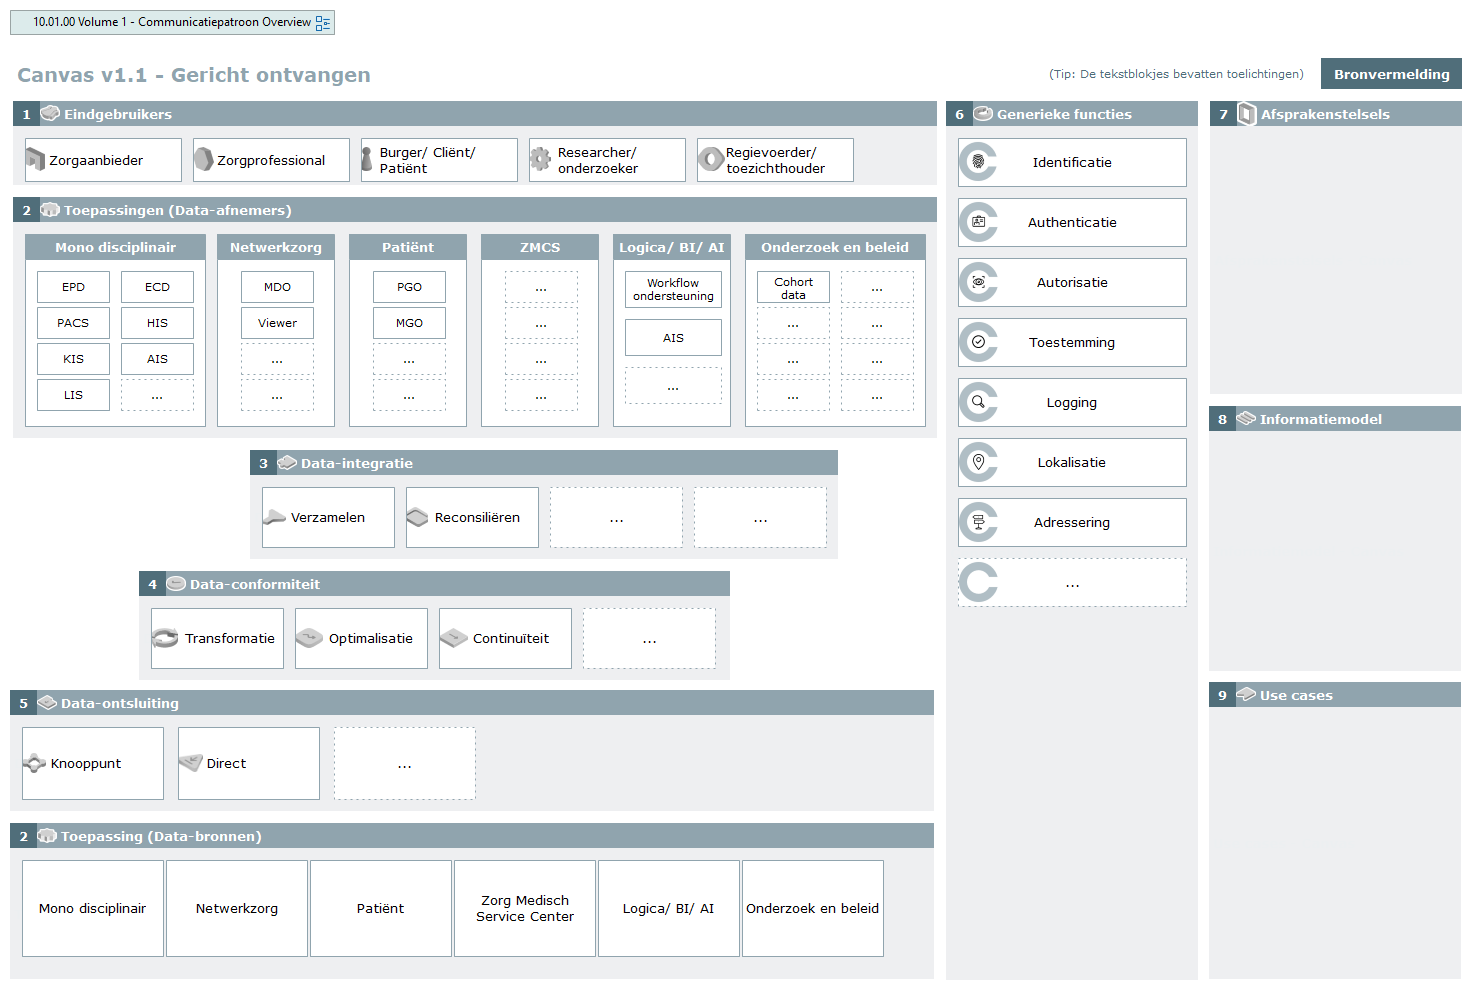 10.01.00 Volume 1 - Communicatiepatroon Overview
Canvas v1.1 - Gericht ontvangen
(Tip: De tekstblokjes bevatten toelichtingen)
Bronvermelding
1 Eindgebruikers
Zorgaanbieder
Zorgprofessional
Burger/ Cliënt/
Patiënt
Researcher/
onderzoeker
Regievoerder/
toezichthouder
2 Toepassingen (Data-afnemers)
Mono disciplinair
EPD
ECD
PACS
HIS
KIS
AIS
LIS
...
Netwerkzorg
MDO
Viewer
...
...
Patiënt
PGO
MGO
...
...
ZMCS
...
...
...
...
Logica/ BI/ AI
Workflow
ondersteuning
AIS
...
Onderzoek en beleid
Cohort
data
...
...
...
...
...
...
...
3 Data-integratie
Verzamelen
Reconsiliëren
...
...
4 Data-conformiteit
Transformatie
Optimalisatie
Continuïteit
...
5 Data-ontsluiting
Knooppunt
Direct
...
2 Toepassing (Data-bronnen)
Mono disciplinair
Netwerkzorg
Patiënt
Zorg Medisch
Service Center
Logica/ BI/ AI
Onderzoek en beleid
6 Generieke functies
Identificatie
Authenticatie
Autorisatie
Toestemming
Logging
Lokalisatie
Adressering
...
7 Afsprakenstelsels
8 Informatiemodel
9 Use cases